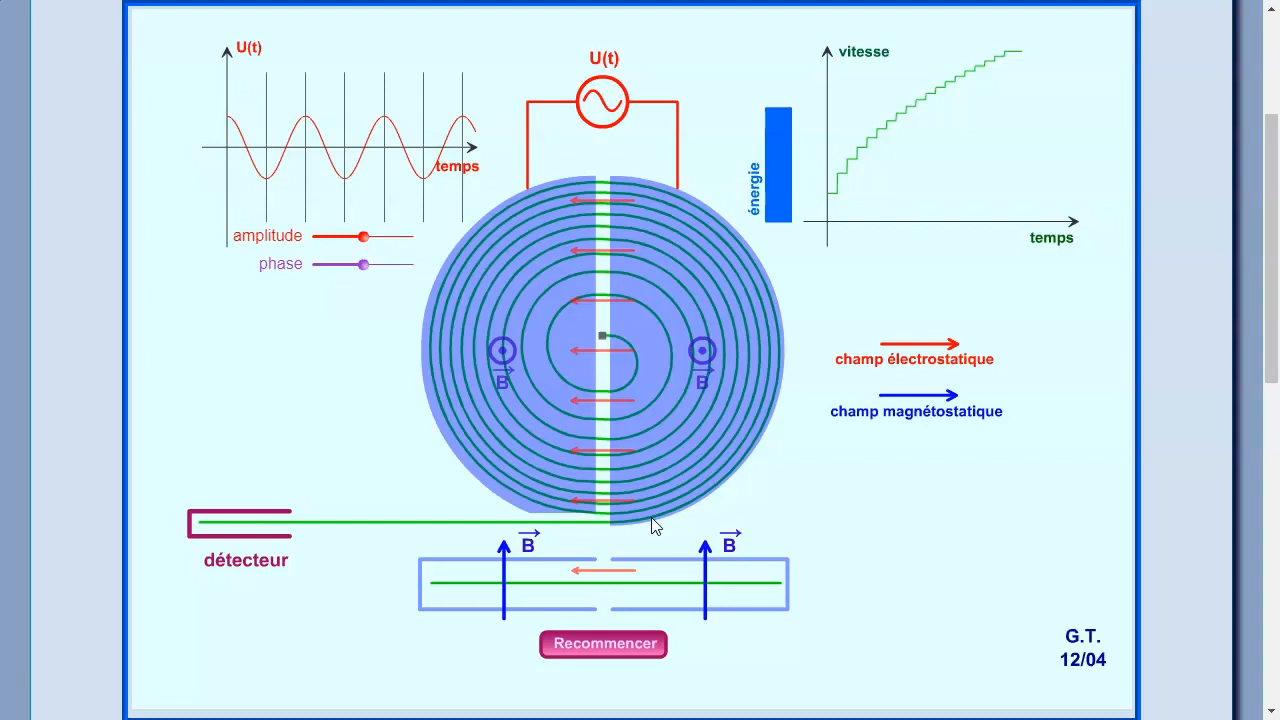 U(t)
temps
amplitude
phase
U(t)
énergie
vitesse
temps
B
B
champ électrostatique
champ magnétostatique
détecteur
B
B
Recommencer
G.T.
12/04